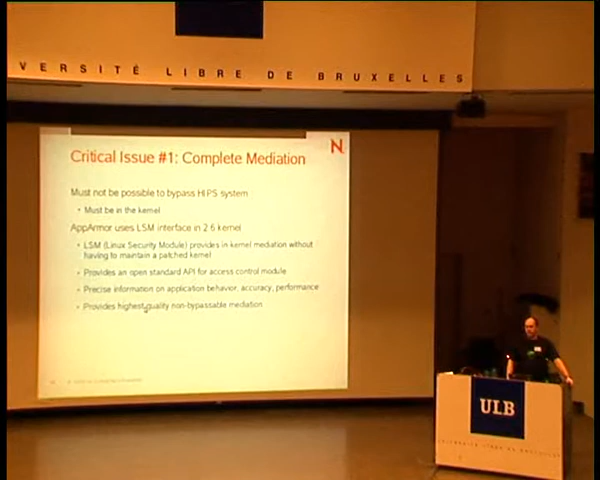 VERSITÉ LIBRE DE BRUXELLES
N
Critical Issue #1: Complete Mediation
Must not be possible to bypass HIPS system
• Must be in the kernel
AppArmor uses LSM interface in 2.6 kernel
• LSM (Linux Security Module) provides in kernel mediation without
having to maintain a patched kernel
• Provides an open standard API for access control module
• Precise information on application behavior, accuracy, performance
• Provides highest quality non-bypassable mediation
ULB